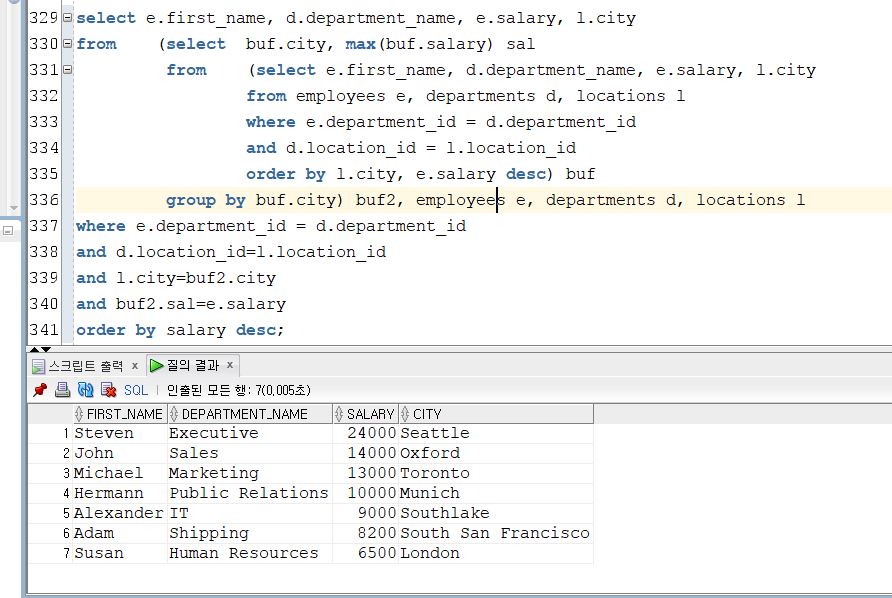 329 select e.first_name, d.department_name, e.salary, l.city
330 from    (select  buf.city, max(buf.salary) sal
331          from    (select e.first_name, d.department_name, e.salary, l.city
332                  from employees e, departments d, locations l
333                  where e.department_id = d.department_id
334                  and d.location_id = l.location_id
335                  order by l.city, e.salary desc) buf
336          group by buf.city) buf2, employees e, departments d, locations l
337 where e.department_id = d.department_id
338 and d.location_id=l.location_id
339 and l.city=buf2.city
340 and buf2.sal=e.salary
341 order by salary desc;
스크립트 출력 x 질의 결과 x
SQL | 인출된 모든 행: 7(0,005초)
FIRST_NAME DEPARTMENT_NAME SALARY CITY
1 Steven Executive 24000 Seattle
2 John Sales 14000 Oxford
3 Michael Marketing 13000 Toronto
4 Hermann Public Relations 10000 Munich
5 Alexander IT 9000 Southlake
6 Adam Shipping 8200 South San Francisco
7 Susan Human Resources 6500 London